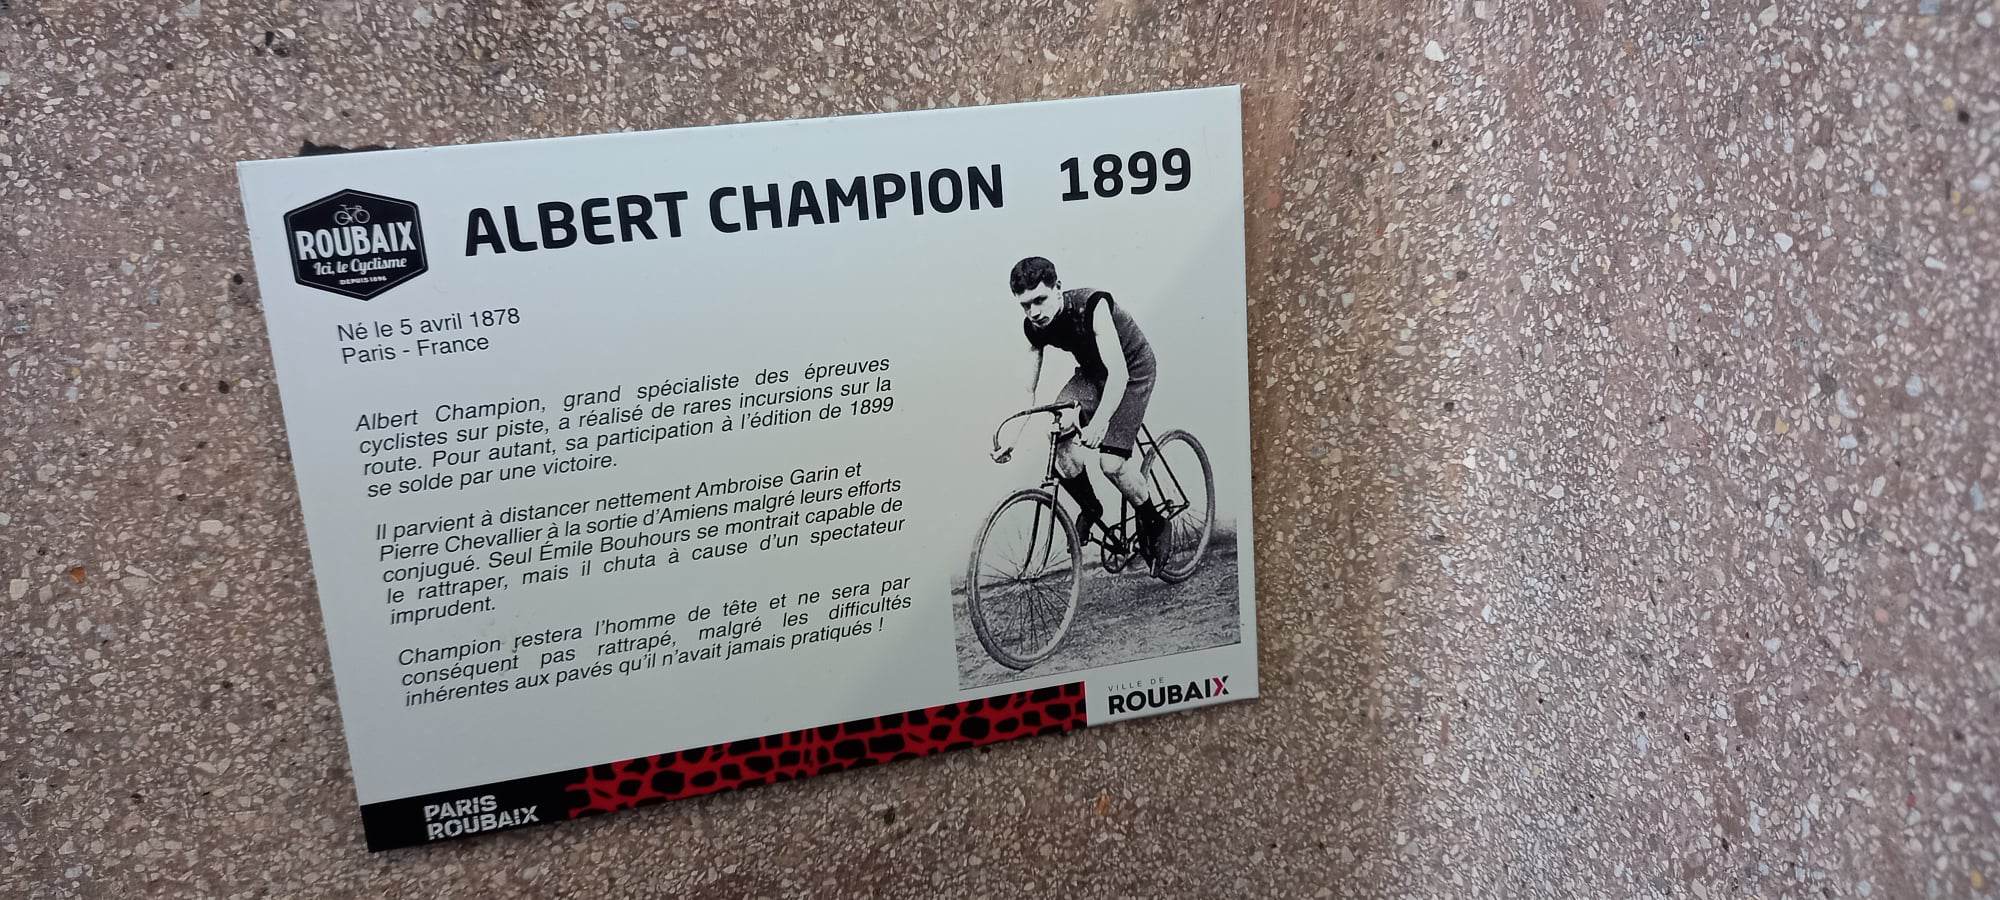 ROUBAIX
Ici, le Cyclisme
DEPUIS 1896
ALBERT CHAMPION 1899
Né le 5 avril 1878
Paris - France
Albert Champion, grand spécialiste des épreuves
cyclistes sur piste, a réalisé de rares incursions sur la
route. Pour autant, sa participation à l'édition de 1899
se solde par une victoire.
Il parvient à distancer nettement Ambroise Garin et
Pierre Chevallier à la sortie d'Amiens malgré leurs efforts
conjugué. Seul Émile Bouhours se montrait capable de
le rattraper, mais il chuta à cause d'un spectateur
imprudent.
Champion restera l'homme de tête et ne sera par
conséquent pas rattrapé, malgré les difficultés
inhérentes aux pavés qu'il n'avait jamais pratiqués !
PARIS
ROUBAIX
VILLE DE
ROUBAIX